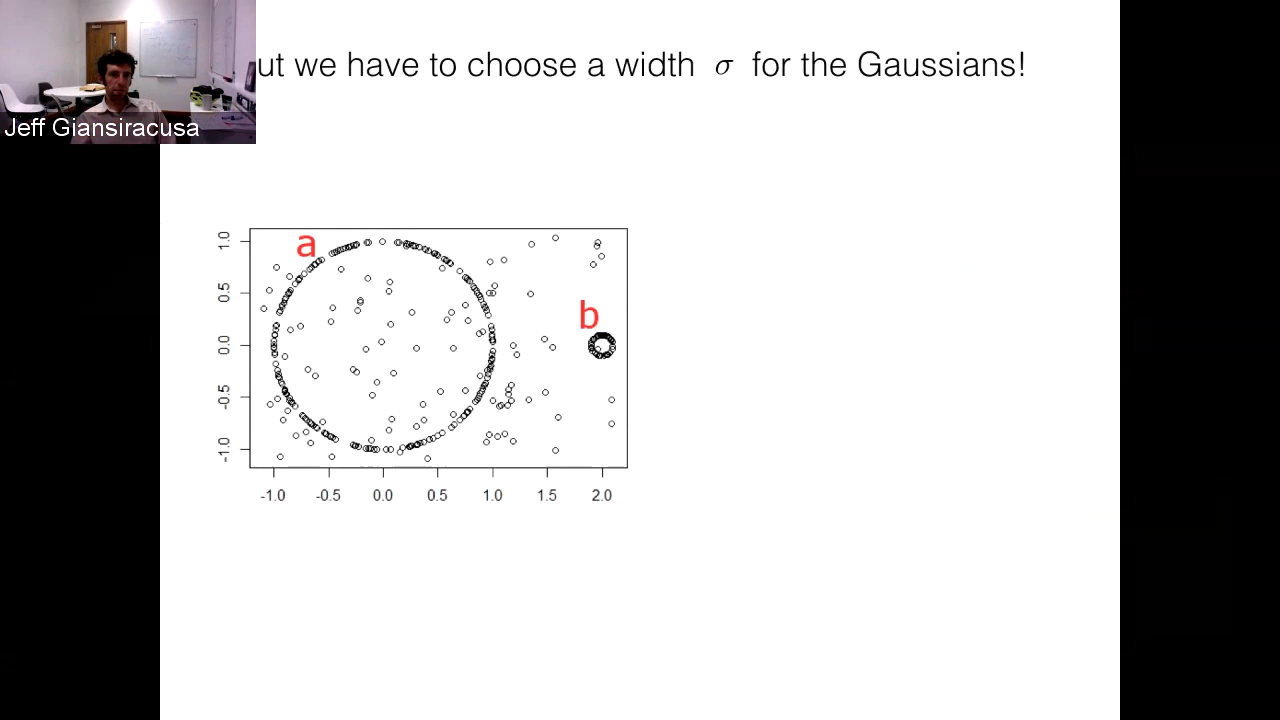 ut we have to choose a width σ for the Gaussians!
Jeff Giansiracusa
a
b
1.0
0.5
0.0
-0.5
-1.0
-1.0 -0.5 0.0 0.5 1.0 1.5 2.0